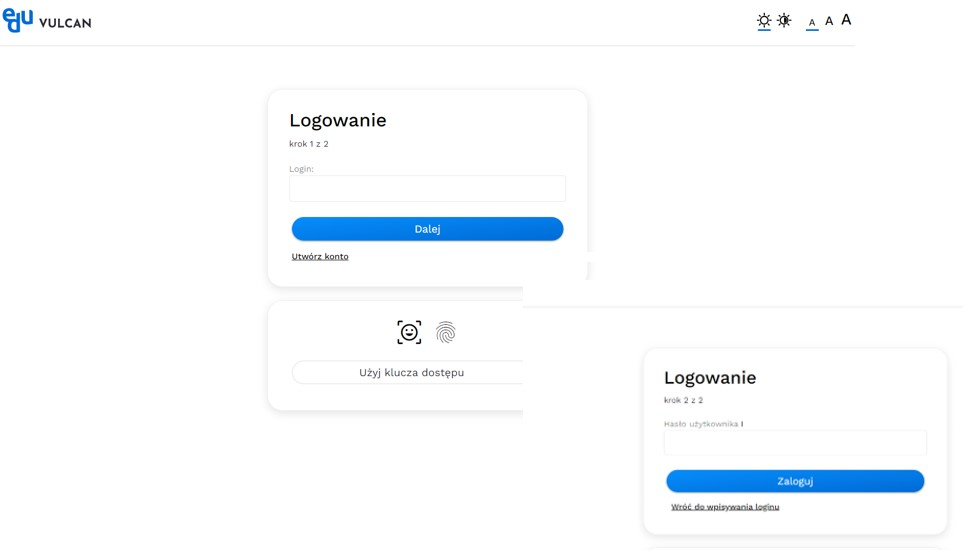 edu VULCAN
A A A
Logowanie
krok 1 z 2
Login:
Dalej
Utwórz konto
Użyj klucza dostępu
Logowanie
krok 2 z 2
Hasło użytkownika
Zaloguj
Wróć do wpisywania loginu